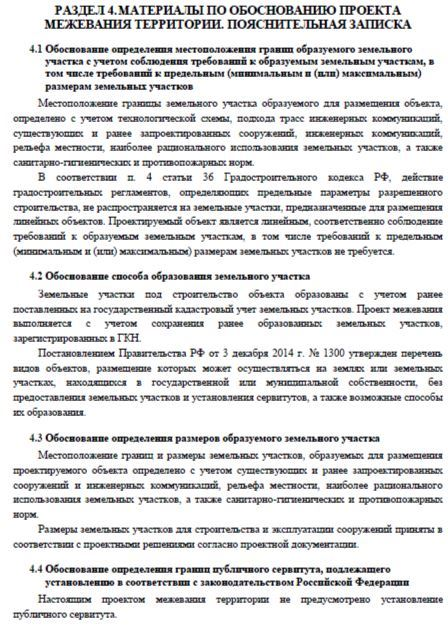 РАЗДЕЛ 4.МАТЕРИАЛЫ ПО ОБОСНОВАНИЮ ПРОЕКТА
МЕЖЕВАНИЯ ТЕРРИТОРИИ. ПОЯСНИТЕЛЬНАЯ ЗАПИСКА
4.1 Обоснование определения местоположения границ образуемого земельного
участка с учетом соблюдения требований к образуемым земельным участкам, в
том числе требований к предельным (минимальным и (или) максимальным)
размерам земельных участков
Местоположение границы земельного участка образуемого для размещения объекта,
определено с учетом технологической схемы, подхода трасс инженерных коммуникаций,
существующих и ранее запроектированных сооружений, инженерных коммуникаций,
рельефа местности, наиболее рационального использования земельных участков, а также
санитарно-гигиенических и противопожарных норм.
В соответствии п. 4 статьи 36 Градостроительного кодекса РФ, действие
градостроительных регламентов, определяющих предельные параметры разрешенного
строительства, не распространяется на земельные участки, предназначенные для размещения
линейных объектов. Проектируемый объект является линейным, соответственно соблюдение
требований к образуемым земельным участкам, в том числе требований к предельным
(минимальным и (или) максимальным) размерам земельных участков не требуется.
4.2 Обоснование способа образования земельного участка
Земельные участки под строительство объекта образованы с учетом ранее
поставленных на государственный кадастровый учет земельных участков. Проект межевания
выполняется с учетом сохранения ранее образованных земельных участков,
зарегистрированных в ГКН.
Постановлением Правительства РФ от 3 декабря 2014 г. № 1300 утвержден перечень
видов объектов, размещение которых может осуществляться на землях или земельных
участках, находящихся в государственной или муниципальной собственности, без
предоставления земельных участков и установления сервитутов, а также возможные способы
их образования.
4.3 Обоснование определения размеров образуемого земельного участка
Местоположение границ и размеры земельных участков, образуемых для размещения
проектируемого объекта определено с учетом существующих и ранее запроектированных
сооружений и инженерных коммуникаций, рельефа местности, наиболее рационального
использования земельных участков, а также санитарно-гигиенических и противопожарных
норм.
Размеры земельных участков для строительства и эксплуатации сооружений приняты в
соответствии с проектными решениями согласно проектной документации.
4.4 Обоснование определения границ публичного сервитута, подлежащего
установлению в соответствии с законодательством Российской Федерации
Настоящим проектом межевания территории не предусмотрено установление
публичного сервитута.